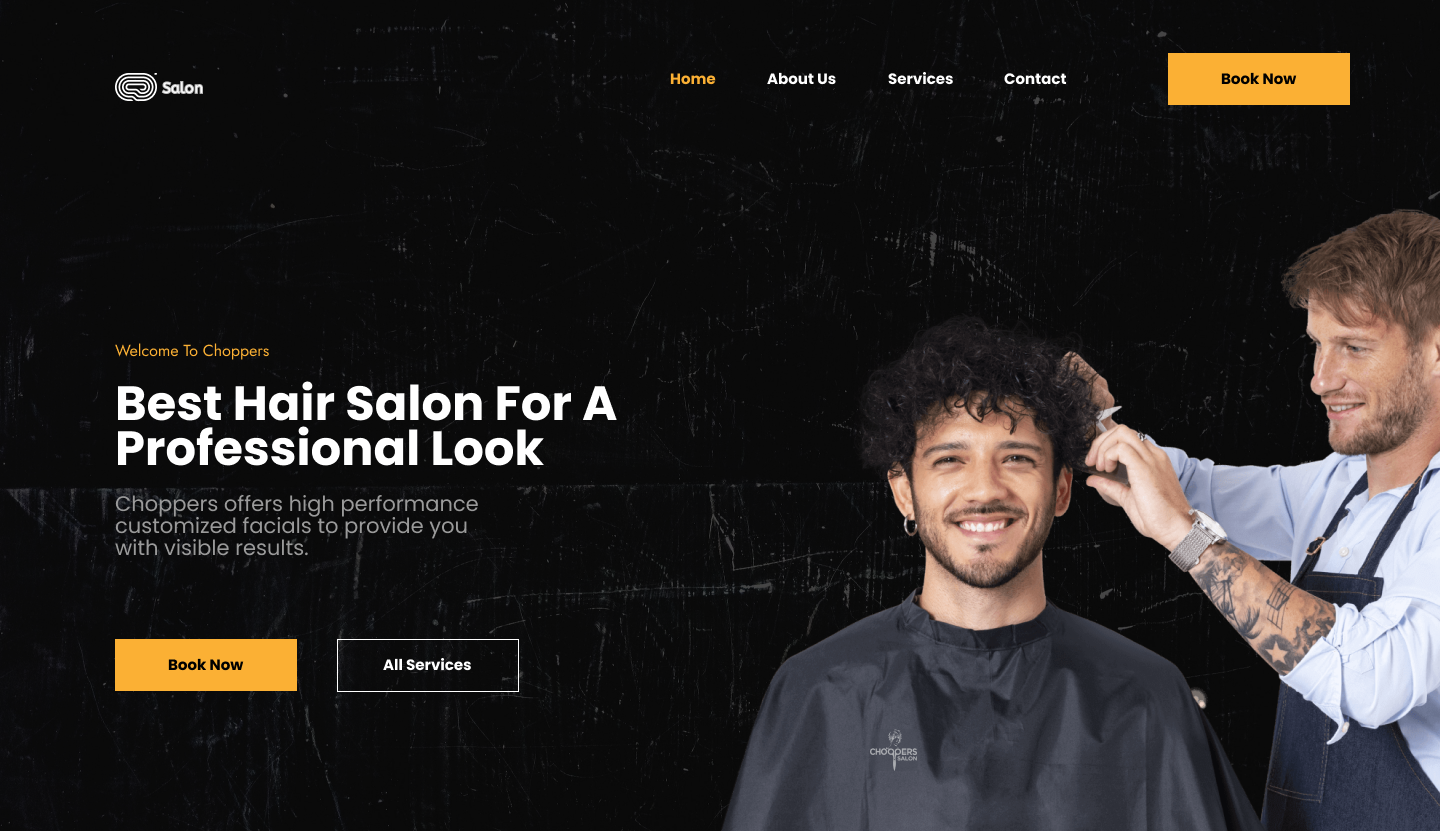 Salon
Home
About Us
Services
Contact
Book Now
Welcome To Choppers
Best Hair Salon For A
Professional Look
Choppers offers high performance
customized facials to provide you
with visible results.
Book Now
All Services
CHOPPERS
SALON